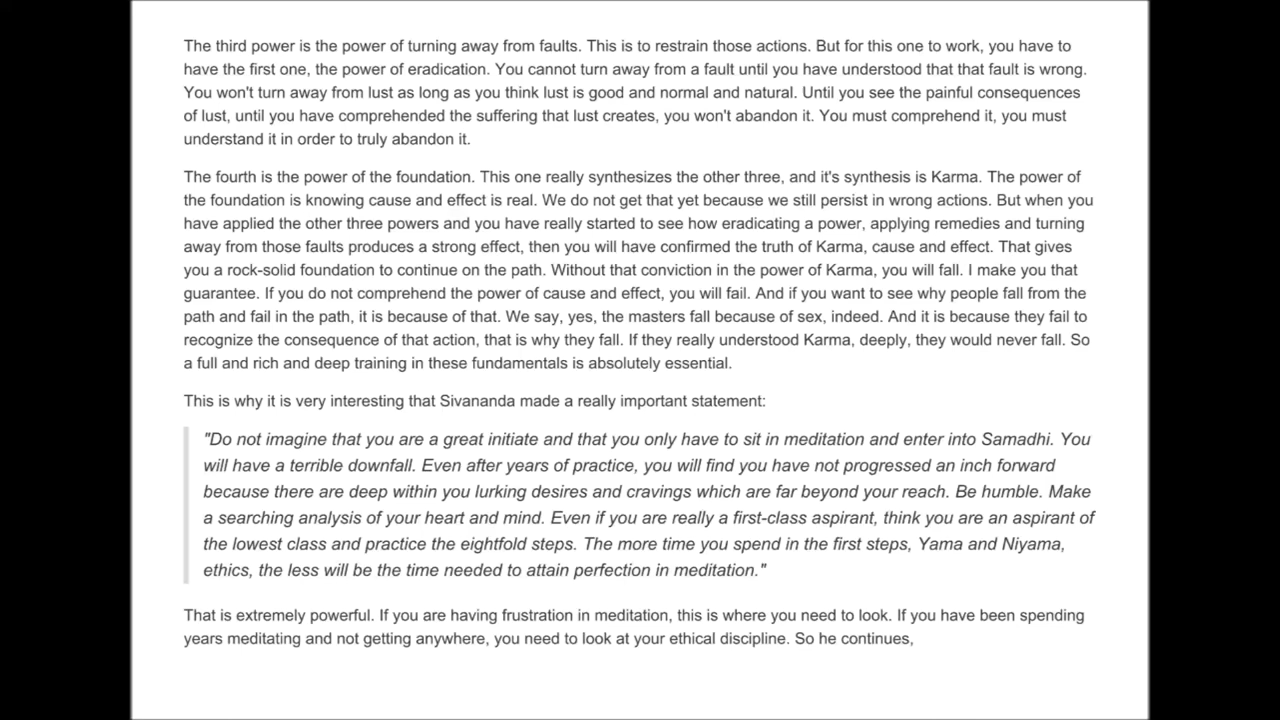 The third power is the power of turning away from faults. This is to restrain those actions. But for this one to work, you have to
have the first one, the power of eradication. You cannot turn away from a fault until you have understood that that fault is wrong.
You won't turn away from lust as long as you think lust is good and normal and natural. Until you see the painful consequences
of lust, until you have comprehended the suffering that lust creates, you won't abandon it. You must comprehend it, you must
understand it in order to truly abandon it.
The fourth is the power of the foundation. This one really synthesizes the other three, and it's synthesis is Karma. The power of
the foundation is knowing cause and effect is real. We do not get that yet because we still persist in wrong actions. But when you
have applied the other three powers and you have really started to see how eradicating a power, applying remedies and turning
away from those faults produces a strong effect, then you will have confirmed the truth of Karma, cause and effect. That gives
you a rock-solid foundation to continue on the path. Without that conviction in the power of Karma, you will fall. I make you that
guarantee. If you do not comprehend the power of cause and effect, you will fail. And if you want to see why people fall from the
path and fail in the path, it is because of that. We say, yes, the masters fall because of sex, indeed. And it is because they fail to
recognize the consequence of that action, that is why they fall. If they really understood Karma, deeply, they would never fall. So
a full and rich and deep training in these fundamentals is absolutely essential.
This is why it is very interesting that Sivananda made a really important statement:
"Do not imagine that you are a great initiate and that you only have to sit in meditation and enter into Samadhi. You
will have a terrible downfall. Even after years of practice, you will find you have not progressed an inch forward
because there are deep within you lurking desires and cravings which are far beyond your reach. Be humble. Make
a searching analysis of your heart and mind. Even if you are really a first-class aspirant, think you are an aspirant of
the lowest class and practice the eightfold steps. The more time you spend in the first steps, Yama and Niyama,
ethics, the less will be the time needed to attain perfection in meditation."
That is extremely powerful. If you are having frustration in meditation, this is where you need to look. If you have been spending
years meditating and not getting anywhere, you need to look at your ethical discipline. So he continues,